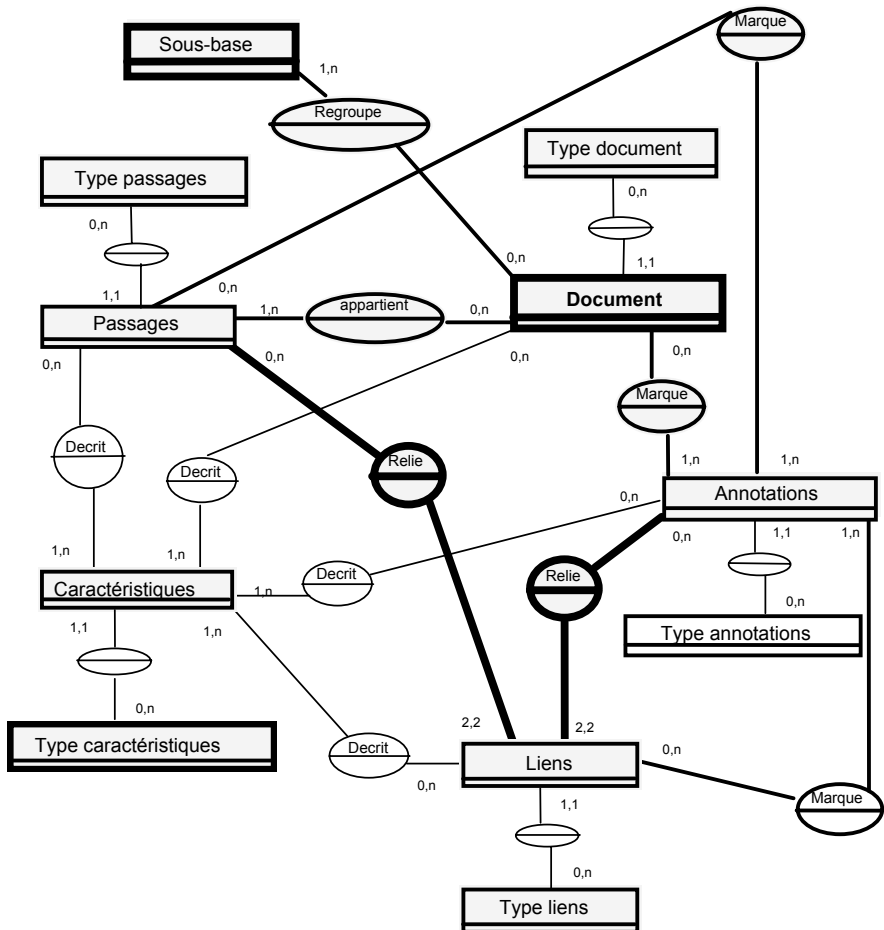 Marque
Sous-base
1,n
Regroupe
Type document
Type passages
0,n
0,n
0,n
1,1
1,1
0,n
1,n
appartient
0,n
Document
Passages
0,n
0,n
0,n
0,n
Marque
Decrit
Decrit
Relie
1,n
1,n
0,n
Annotations
1,n
1,n
0,n
1,1
1,n
Caractéristiques
1,n
Decrit
Relie
0,n
1,1
1,n
Type annotations
0,n
2,2
2,2
Type caractéristiques
Decrit
0,n
Liens
0,n
1,1
Marque
0,n
Type liens